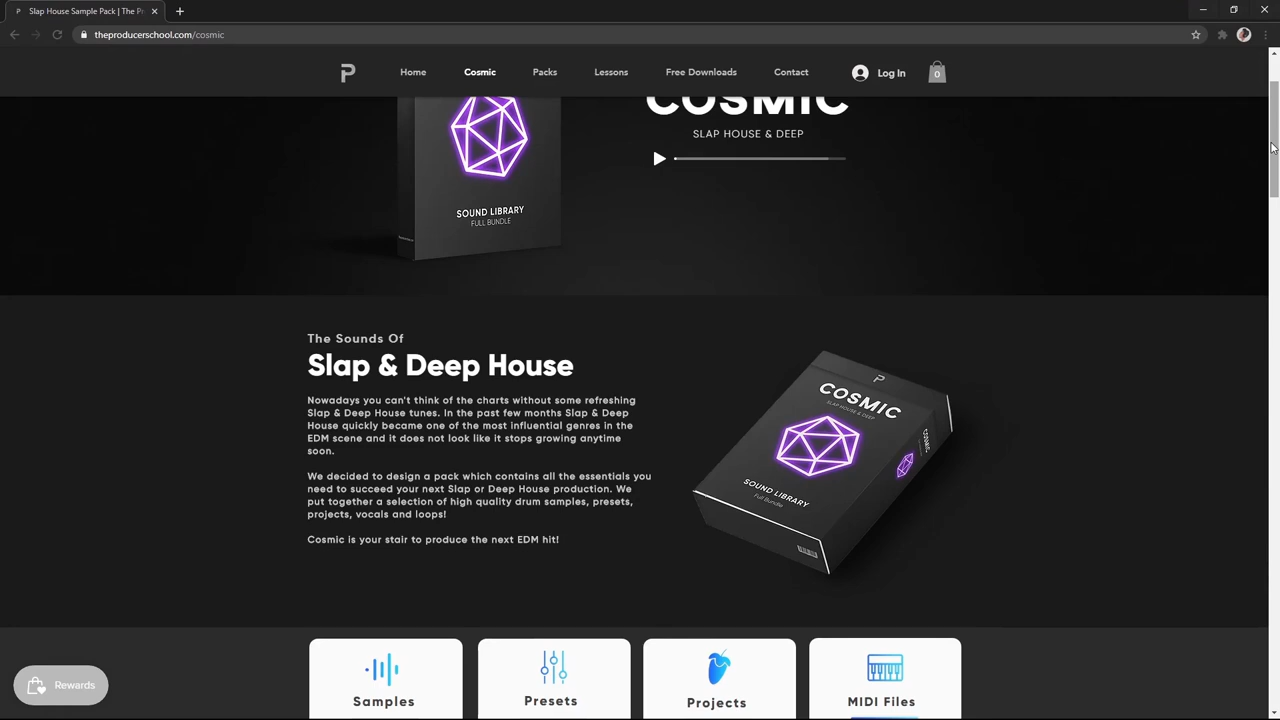 Slap House Sample Pack | The Pr
theproducerschool.com/cosmic
Home
Cosmic
Packs
Lessons
Free Downloads
Contact
Log In
0
COSMIC
SLAP HOUSE & DEEP
SOUND LIBRARY
FULL BUNDLE
The Sounds Of
Slap & Deep House
Nowadays you can't think of the charts without some refreshing
Slap & Deep House tunes. In the past few months Slap & Deep
House quickly became one of the most influential genres in the
EDM scene and it does not look like it stops growing anytime
soon.
We decided to design a pack which contains all the essentials you
need to succeed your next Slap or Deep House production. We
put together a selection of high quality drum samples, presets,
projects, vocals and loops!
Cosmic is your stair to produce the next EDM hit!
COSMIC
SLAP HOUSE & DEEP
SOUND LIBRARY
Full Bundle
COSMIC
Rewards
Samples
Presets
Projects
MIDI Files